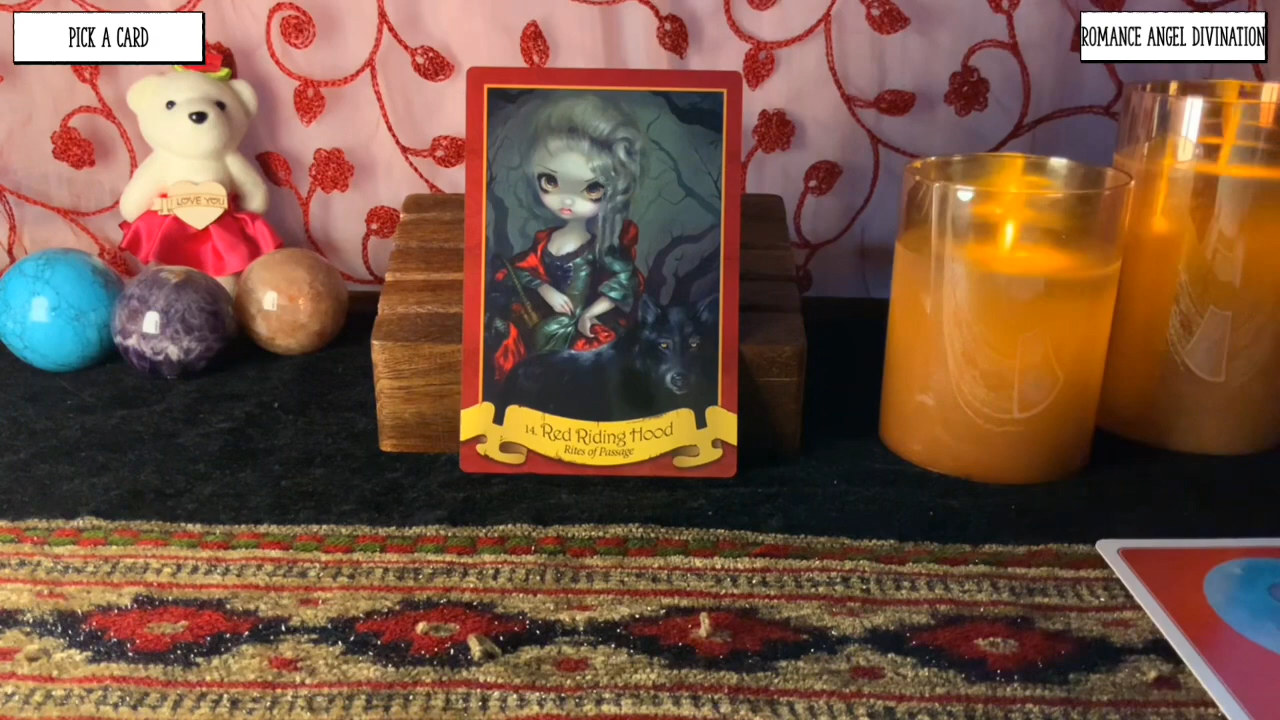 PICK A CARD
ROMANCE ANGEL DIVINATION
I LOVE YOU
14. Red Riding Hood
Rites of Passage